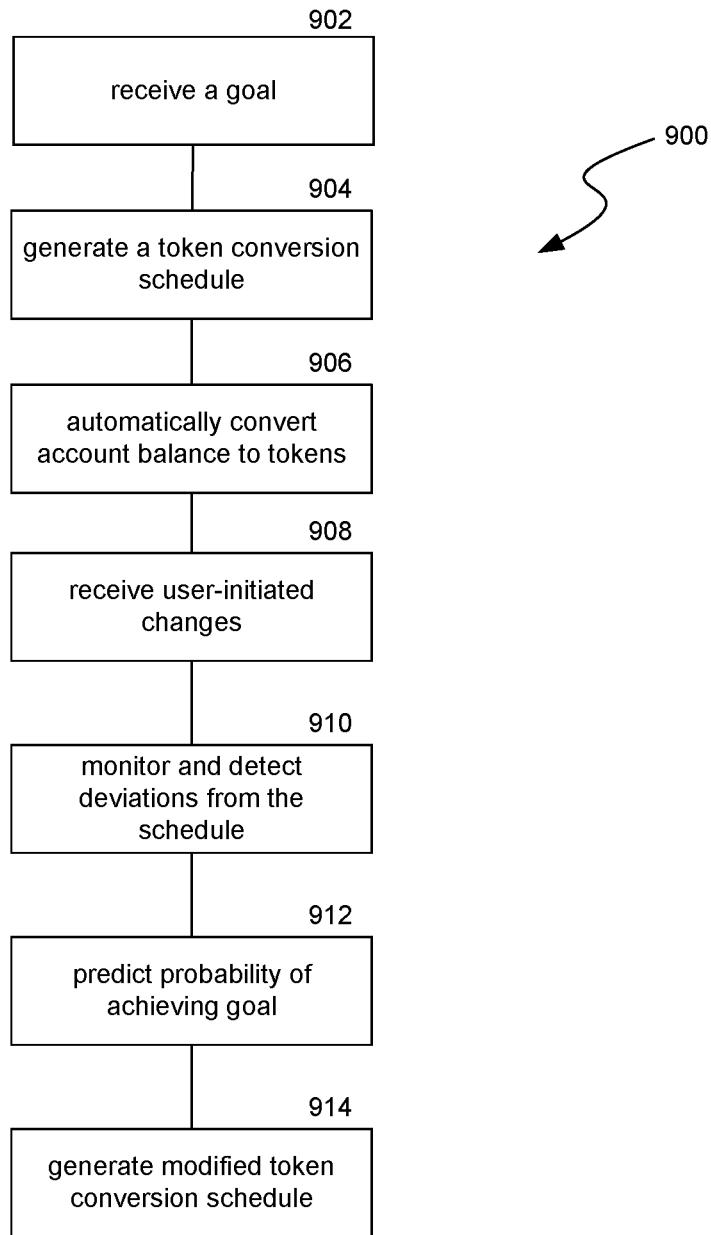 902
receive a goal
900
904
generate a token conversion
schedule
906
automatically convert
account balance to tokens
908
receive user-initiated
changes
910
monitor and detect
deviations from the
schedule
912
predict probability of
achieving goal
914
generate modified token
conversion schedule